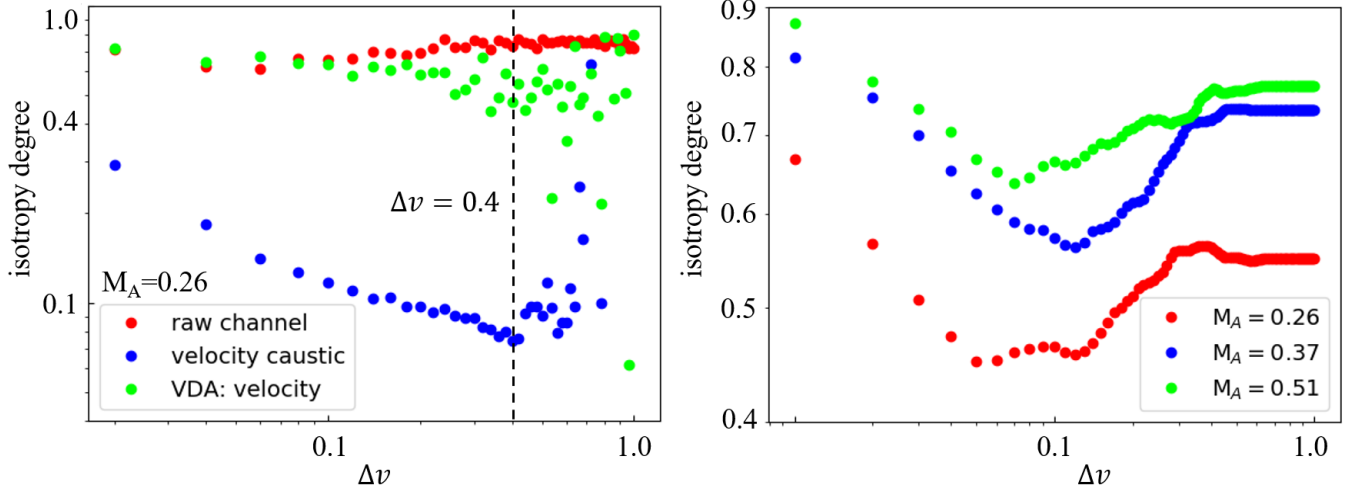 1.0
0.4
0.1
isotropy degree
Δv = 0.4
M_A=0.26
raw channel
velocity caustic
VDA: velocity
0.1
1.0
Δv
0.9
0.8
0.7
0.6
0.5
0.4
isotropy degree
M_A = 0.26
M_A = 0.37
M_A = 0.51
0.1
1.0
Δv